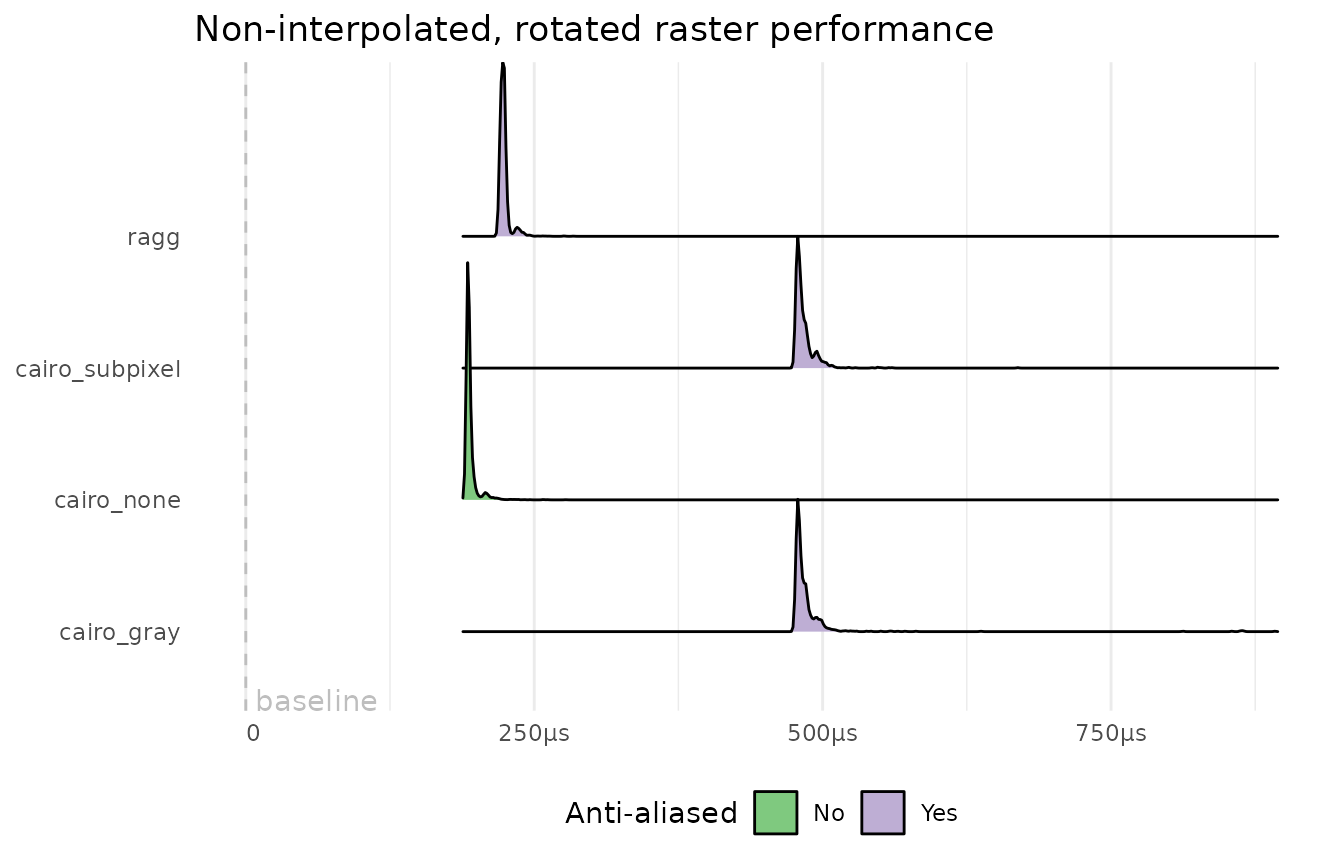 Non-interpolated, rotated raster performance
ragg
cairo_subpixel
cairo_none
cairo_gray
baseline
0 250µs 500µs 750µs
Anti-aliased No Yes